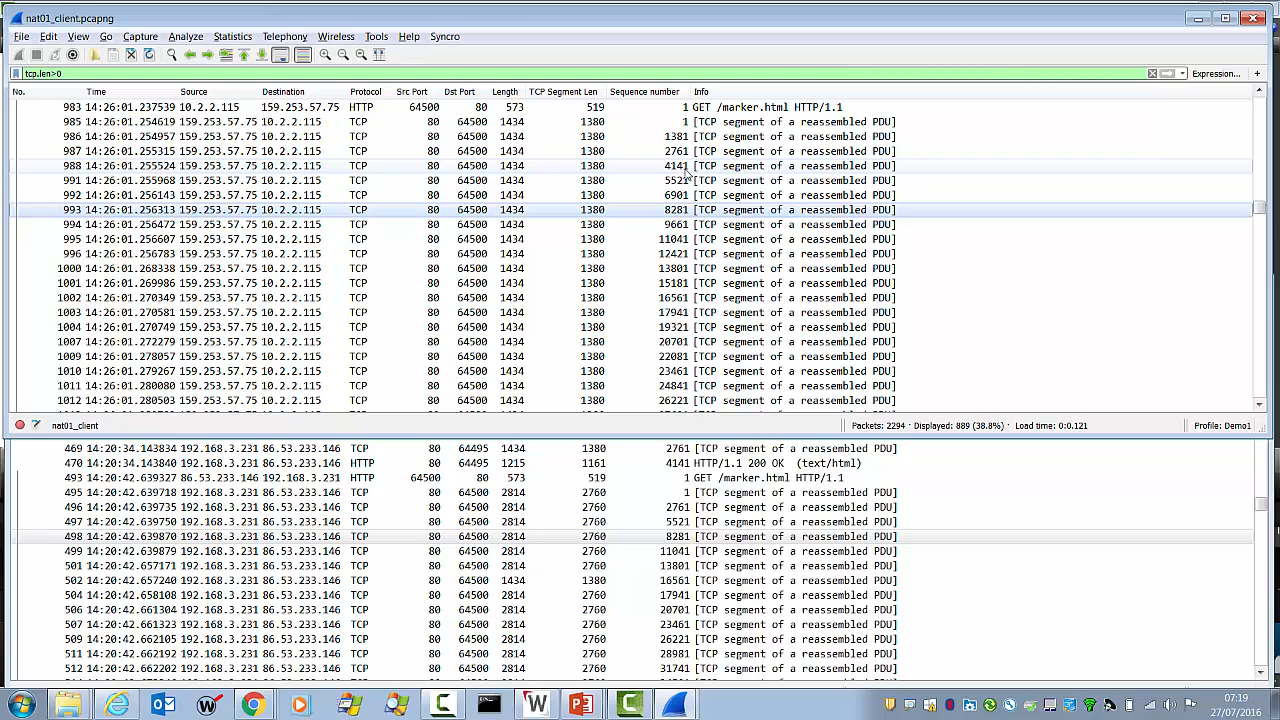 nat01_client.pcapng
File Edit View Go Capture Analyze Statistics Telephony Wireless Tools Help Syncro
tcp.len>0 Expression... +
No. Time Source Destination Protocol Src Port Dst Port Length TCP Segment Len Sequence number Info
983 14:26:01.237539 10.2.2.115 159.253.57.75 HTTP 64500 80 573 519 1 GET /marker.html HTTP/1.1
985 14:26:01.254619 159.253.57.75 10.2.2.115 TCP 80 64500 1434 1380 1 [TCP segment of a reassembled PDU]
986 14:26:01.254957 159.253.57.75 10.2.2.115 TCP 80 64500 1434 1380 1381 [TCP segment of a reassembled PDU]
987 14:26:01.255315 159.253.57.75 10.2.2.115 TCP 80 64500 1434 1380 2761 [TCP segment of a reassembled PDU]
988 14:26:01.255524 159.253.57.75 10.2.2.115 TCP 80 64500 1434 1380 4141 [TCP segment of a reassembled PDU]
991 14:26:01.255968 159.253.57.75 10.2.2.115 TCP 80 64500 1434 1380 5521 [TCP segment of a reassembled PDU]
992 14:26:01.256143 159.253.57.75 10.2.2.115 TCP 80 64500 1434 1380 6901 [TCP segment of a reassembled PDU]
993 14:26:01.256313 159.253.57.75 10.2.2.115 TCP 80 64500 1434 1380 8281 [TCP segment of a reassembled PDU]
994 14:26:01.256472 159.253.57.75 10.2.2.115 TCP 80 64500 1434 1380 9661 [TCP segment of a reassembled PDU]
995 14:26:01.256607 159.253.57.75 10.2.2.115 TCP 80 64500 1434 1380 11041 [TCP segment of a reassembled PDU]
996 14:26:01.256783 159.253.57.75 10.2.2.115 TCP 80 64500 1434 1380 12421 [TCP segment of a reassembled PDU]
1000 14:26:01.268338 159.253.57.75 10.2.2.115 TCP 80 64500 1434 1380 13801 [TCP segment of a reassembled PDU]
1001 14:26:01.269986 159.253.57.75 10.2.2.115 TCP 80 64500 1434 1380 15181 [TCP segment of a reassembled PDU]
1002 14:26:01.270349 159.253.57.75 10.2.2.115 TCP 80 64500 1434 1380 16561 [TCP segment of a reassembled PDU]
1003 14:26:01.270581 159.253.57.75 10.2.2.115 TCP 80 64500 1434 1380 17941 [TCP segment of a reassembled PDU]
1004 14:26:01.270749 159.253.57.75 10.2.2.115 TCP 80 64500 1434 1380 19321 [TCP segment of a reassembled PDU]
1007 14:26:01.272279 159.253.57.75 10.2.2.115 TCP 80 64500 1434 1380 20701 [TCP segment of a reassembled PDU]
1009 14:26:01.278057 159.253.57.75 10.2.2.115 TCP 80 64500 1434 1380 22081 [TCP segment of a reassembled PDU]
1010 14:26:01.279267 159.253.57.75 10.2.2.115 TCP 80 64500 1434 1380 23461 [TCP segment of a reassembled PDU]
1011 14:26:01.280080 159.253.57.75 10.2.2.115 TCP 80 64500 1434 1380 24841 [TCP segment of a reassembled PDU]
1012 14:26:01.280503 159.253.57.75 10.2.2.115 TCP 80 64500 1434 1380 26221 [TCP segment of a reassembled PDU]
nat01_client Packets: 2294 · Displayed: 889 (38.8%) · Load time: 0:0.121 Profile: Demo1
469 14:20:34.143834 192.168.3.231 86.53.233.146 TCP 80 64495 1434 1380 2761 [TCP segment of a reassembled PDU]
470 14:20:34.143840 192.168.3.231 86.53.233.146 HTTP 80 64495 1215 1161 4141 HTTP/1.1 200 OK (text/html)
493 14:20:42.639327 86.53.233.146 192.168.3.231 HTTP 64500 80 573 519 1 GET /marker.html HTTP/1.1
495 14:20:42.639718 192.168.3.231 86.53.233.146 TCP 80 64500 2814 2760 1 [TCP segment of a reassembled PDU]
496 14:20:42.639735 192.168.3.231 86.53.233.146 TCP 80 64500 2814 2760 2761 [TCP segment of a reassembled PDU]
497 14:20:42.639750 192.168.3.231 86.53.233.146 TCP 80 64500 2814 2760 5521 [TCP segment of a reassembled PDU]
498 14:20:42.639870 192.168.3.231 86.53.233.146 TCP 80 64500 2814 2760 8281 [TCP segment of a reassembled PDU]
499 14:20:42.639879 192.168.3.231 86.53.233.146 TCP 80 64500 2814 2760 11041 [TCP segment of a reassembled PDU]
501 14:20:42.657171 192.168.3.231 86.53.233.146 TCP 80 64500 2814 2760 13801 [TCP segment of a reassembled PDU]
502 14:20:42.657240 192.168.3.231 86.53.233.146 TCP 80 64500 1434 1380 16561 [TCP segment of a reassembled PDU]
504 14:20:42.658108 192.168.3.231 86.53.233.146 TCP 80 64500 2814 2760 17941 [TCP segment of a reassembled PDU]
506 14:20:42.661304 192.168.3.231 86.53.233.146 TCP 80 64500 2814 2760 20701 [TCP segment of a reassembled PDU]
507 14:20:42.661323 192.168.3.231 86.53.233.146 TCP 80 64500 2814 2760 23461 [TCP segment of a reassembled PDU]
509 14:20:42.662105 192.168.3.231 86.53.233.146 TCP 80 64500 2814 2760 26221 [TCP segment of a reassembled PDU]
511 14:20:42.662192 192.168.3.231 86.53.233.146 TCP 80 64500 2814 2760 28981 [TCP segment of a reassembled PDU]
512 14:20:42.662202 192.168.3.231 86.53.233.146 TCP 80 64500 2814 2760 31741 [TCP segment of a reassembled PDU]
07:19
27/07/2016